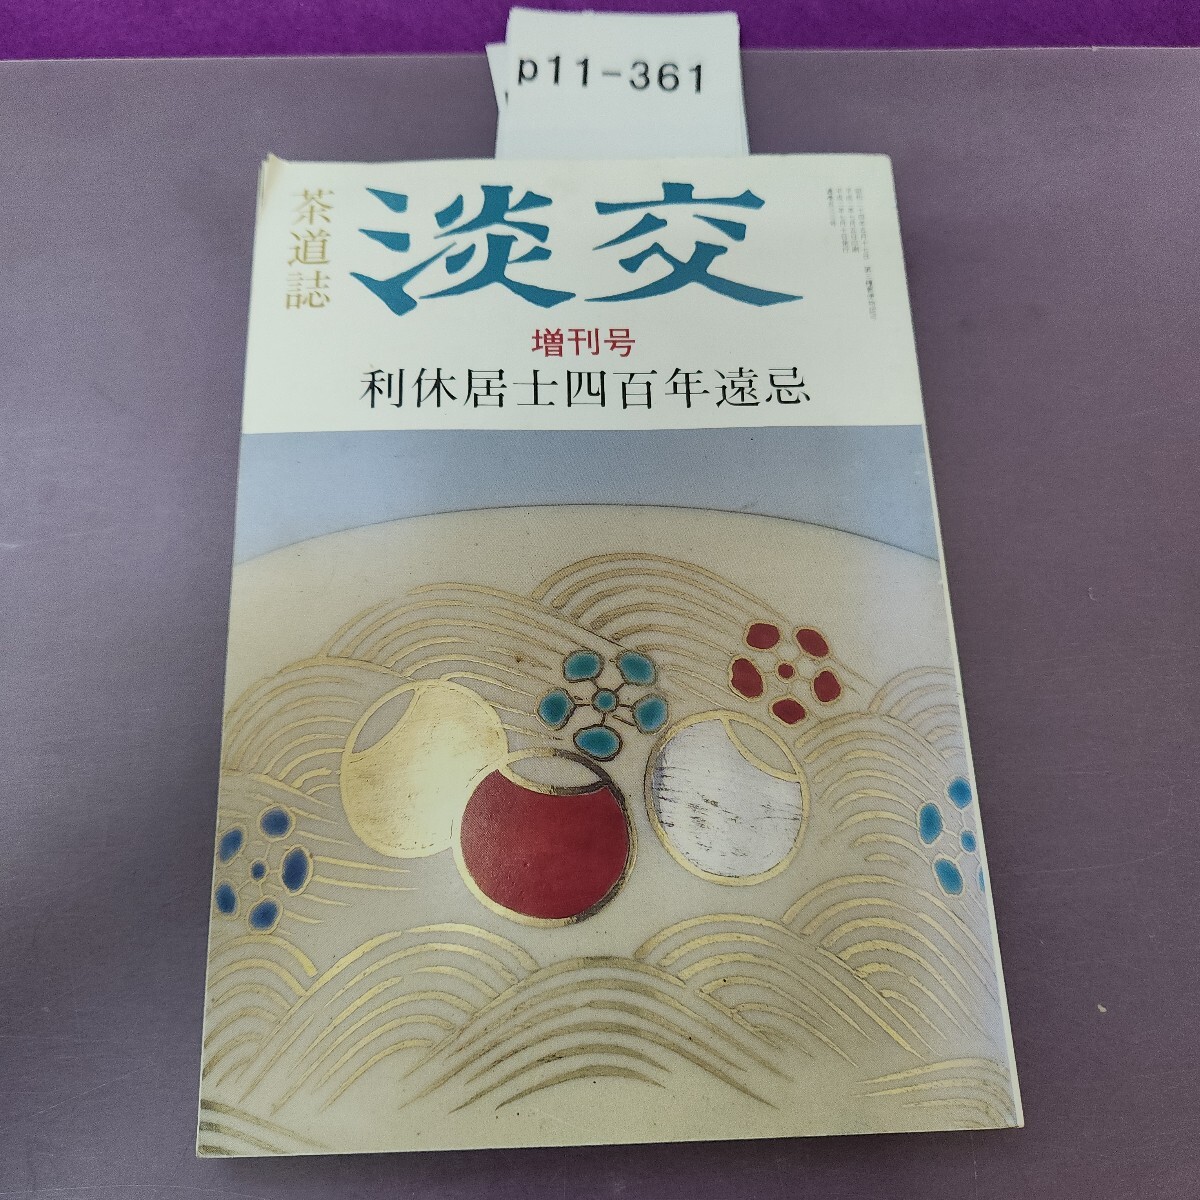 p11-361
茶道誌
淡交
増刊号
利休居士四百年遠忌